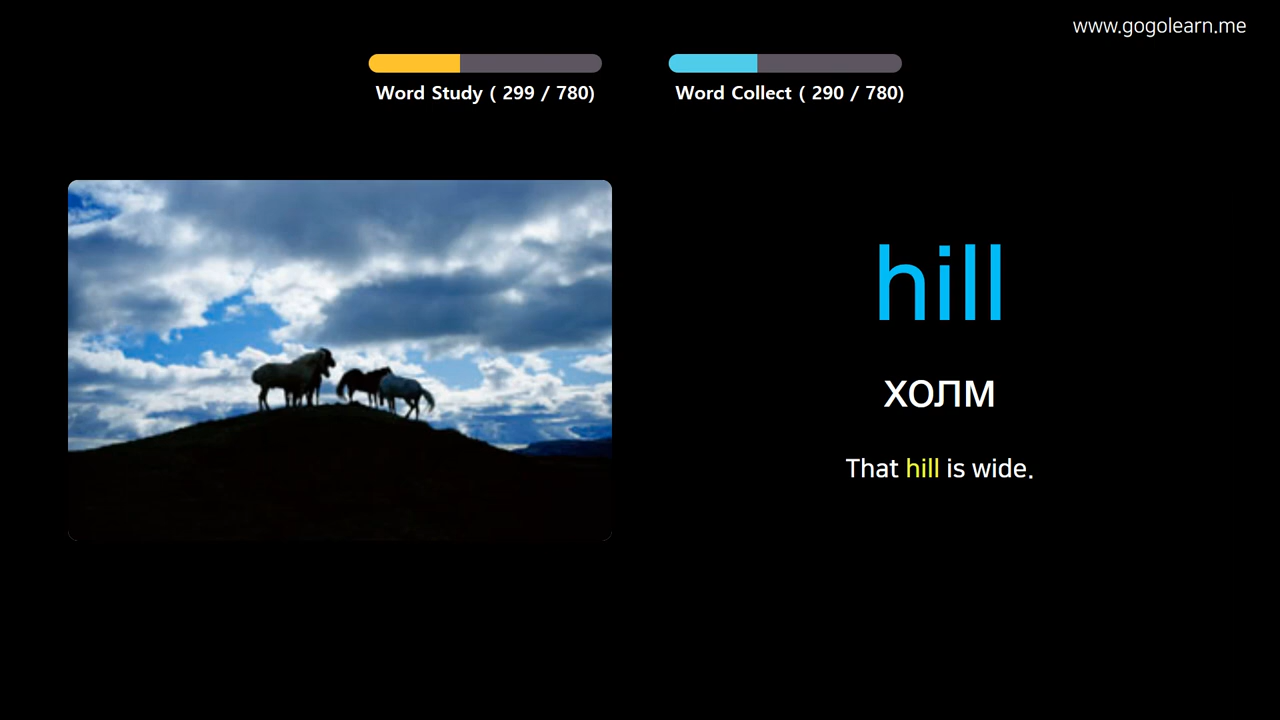 www.gogolearn.me
Word Study ( 299 / 780)
Word Collect ( 290 / 780)
hill
холм
That hill is wide.